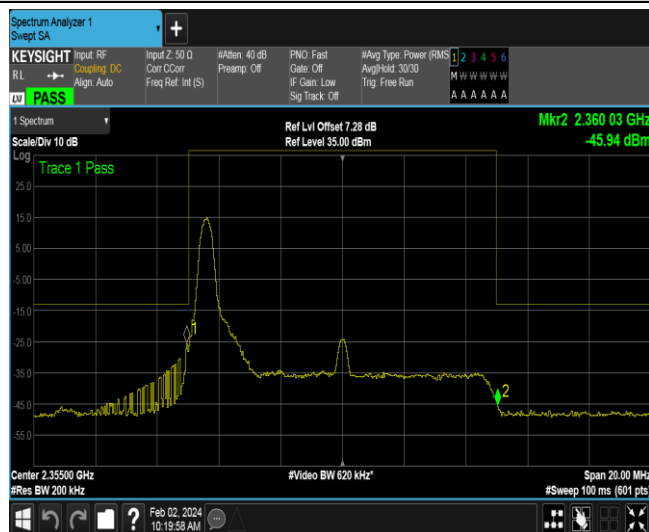 Spectrum Analyzer 1
Swept SA
+
KEYSIGHT
RL
LXI PASS
Input: RF
Coupling: DC
Align: Auto
Input Z: 50 Ω
Corr CCorr
Freq Ref: Int (S)
#Atten: 40 dB
Preamp: Off
PNO: Fast
Gate: Off
IF Gain: Low
Sig Track: Off
#Avg Type: Power (RMS
Avg|Hold: 30/30
Trig: Free Run
1 2 3 4 5 6
M W W W W W
A A A A A A
1 Spectrum
Scale/Div 10 dB
Log
Ref Lvl Offset 7.28 dB
Ref Level 35.00 dBm
Mkr2 2.360 03 GHz
-45.94 dBm
Trace 1 Pass
25.0
15.0
5.00
-5.00
-15.0
-25.0
-35.0
-45.0
-55.0
1
2
Center 2.35500 GHz
#Res BW 200 kHz
#Video BW 620 kHz*
Span 20.00 MHz
#Sweep 100 ms (601 pts)
?
Feb 02, 2024
10:19:58 AM